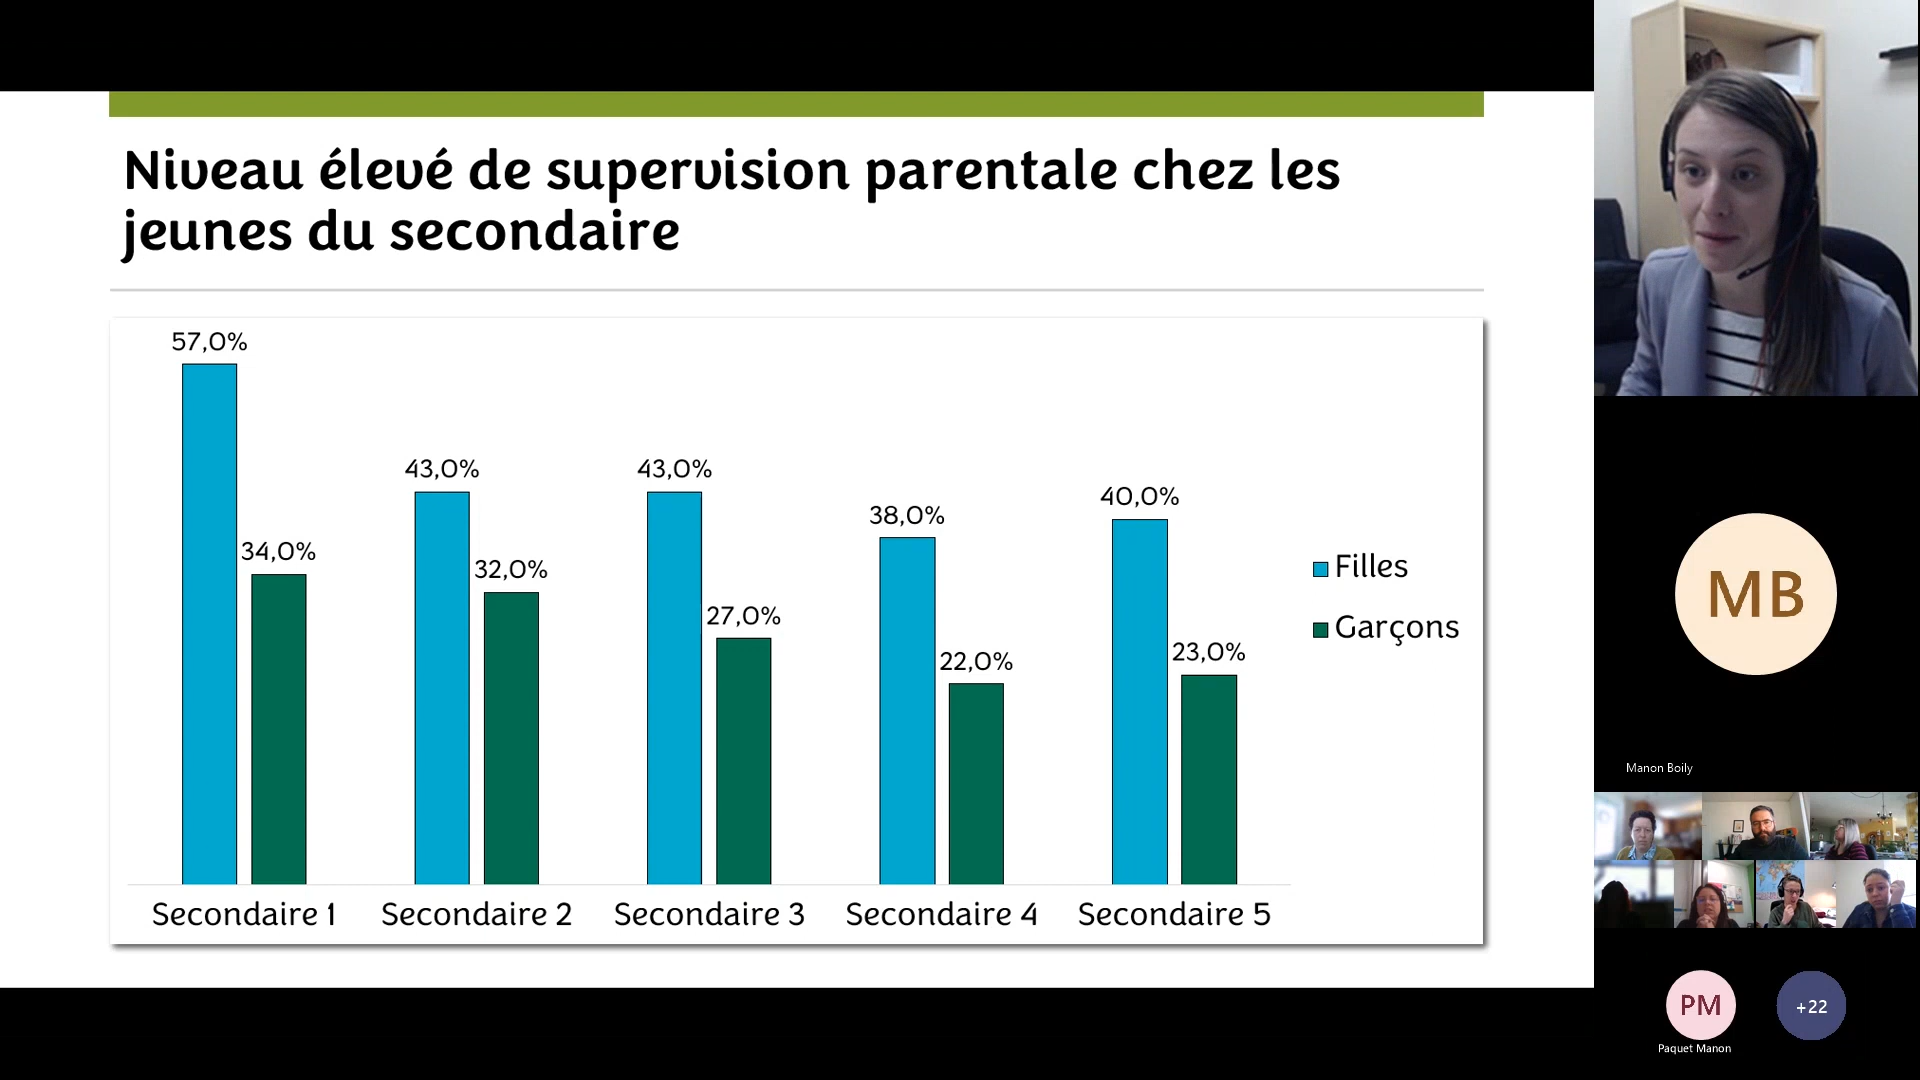 Niveau élevé de supervision parentale chez les
jeunes du secondaire
57,0%
34,0%
43,0%
32,0%
43,0%
27,0%
38,0%
22,0%
40,0%
23,0%
Filles
Garçons
Secondaire 1
Secondaire 2
Secondaire 3
Secondaire 4
Secondaire 5
MB
Manon Boily
PM
+22
Paquet Manon